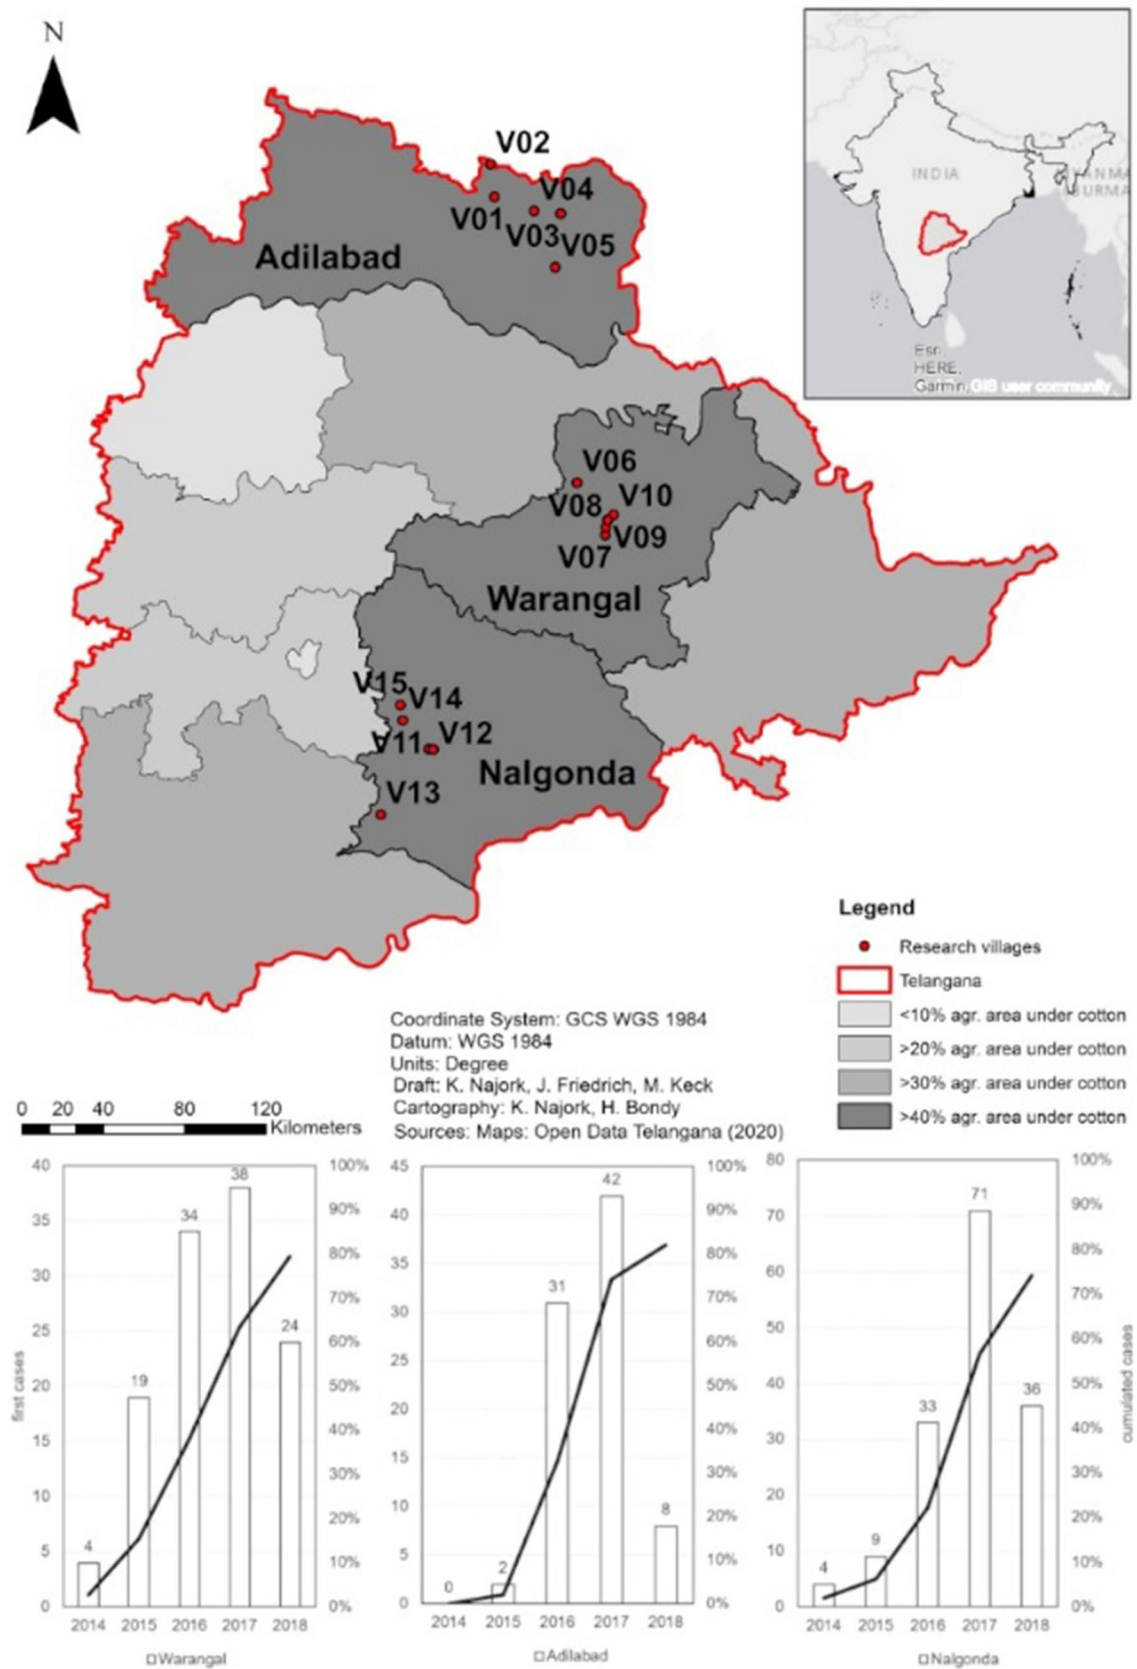 N
INDIA
Esri,
HERE,
Garmin, GIS user community
V02
V04
V01
V03
V05
Adilabad
V06
V10
V08
V09
V07
Warangal
V15
V14
V11
V12
Nalgonda
V13
Legend
Research villages
Telangana
<10% agr. area under cotton
>20% agr. area under cotton
>30% agr. area under cotton
>40% agr. area under cotton
Coordinate System: GCS WGS 1984
Datum: WGS 1984
Units: Degree
Draft: K. Najork, J. Friedrich, M. Keck
Cartography: K. Najork, H. Bondy
Sources: Maps: Open Data Telangana (2020)
0 20 40 80 120
Kilometers
first cases
40
35
30
25
20
15
10
5
0
4
19
34
38
24
100%
90%
80%
70%
60%
50%
40%
30%
20%
10%
0%
2014 2015 2016 2017 2018
Warangal
45
40
35
30
25
20
15
10
5
0
0
2
31
42
8
100%
90%
80%
70%
60%
50%
40%
30%
20%
10%
0%
2014 2015 2016 2017 2018
Adilabad
80
70
60
50
40
30
20
10
0
4
9
33
71
36
100%
90%
80%
70%
60%
50%
40%
30%
20%
10%
0%
2014 2015 2016 2017 2018
Nalgonda
cumulated cases